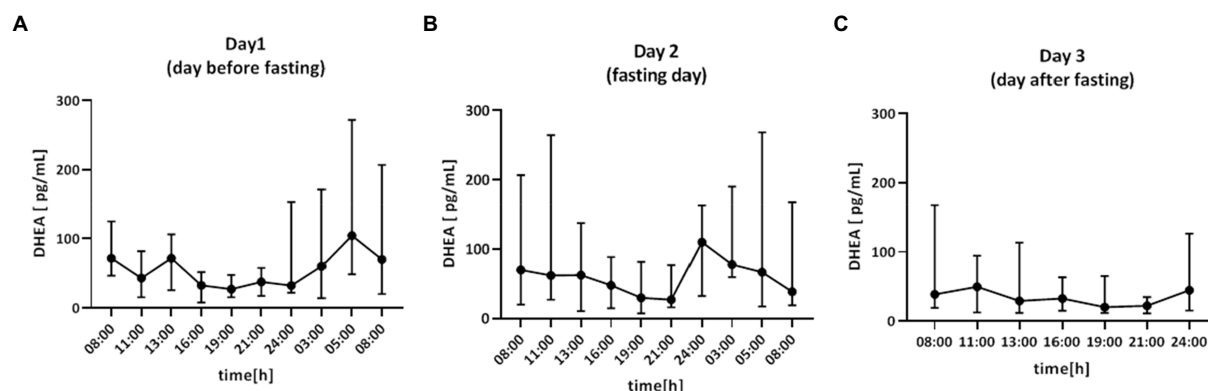 A
Day1
(day before fasting)
DHEA [ pg/mL]
300
200
100
0
08:00
11:00
13:00
16:00
19:00
21:00
24:00
03:00
05:00
08:00
time[h]
B
Day 2
(fasting day)
DHEA [ pg/mL]
300
200
100
0
08:00
11:00
13:00
16:00
19:00
21:00
24:00
03:00
05:00
08:00
time[h]
C
Day 3
(day after fasting)
DHEA [ pg/mL]
300
200
100
0
08:00 11:00 13:00 16:00 19:00 21:00 24:00
time[h]